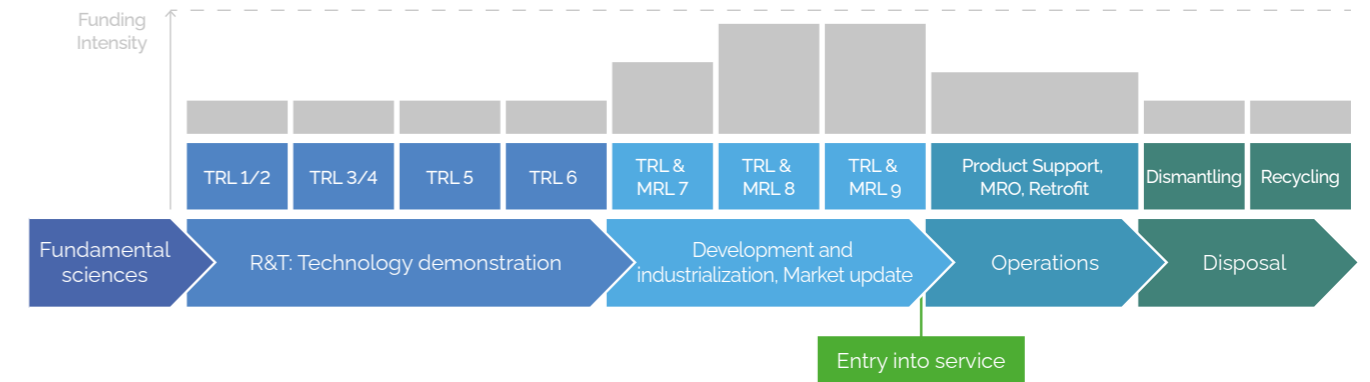 Funding
Intensity
TRL 1/2
TRL 3/4
TRL 5
TRL 6
TRL &
MRL 7
TRL &
MRL 8
TRL &
MRL 9
Product Support,
MRO, Retrofit
Dismantling
Recycling
Fundamental
sciences
R&T: Technology demonstration
Development and
industrialization, Market update
Operations
Disposal
Entry into service